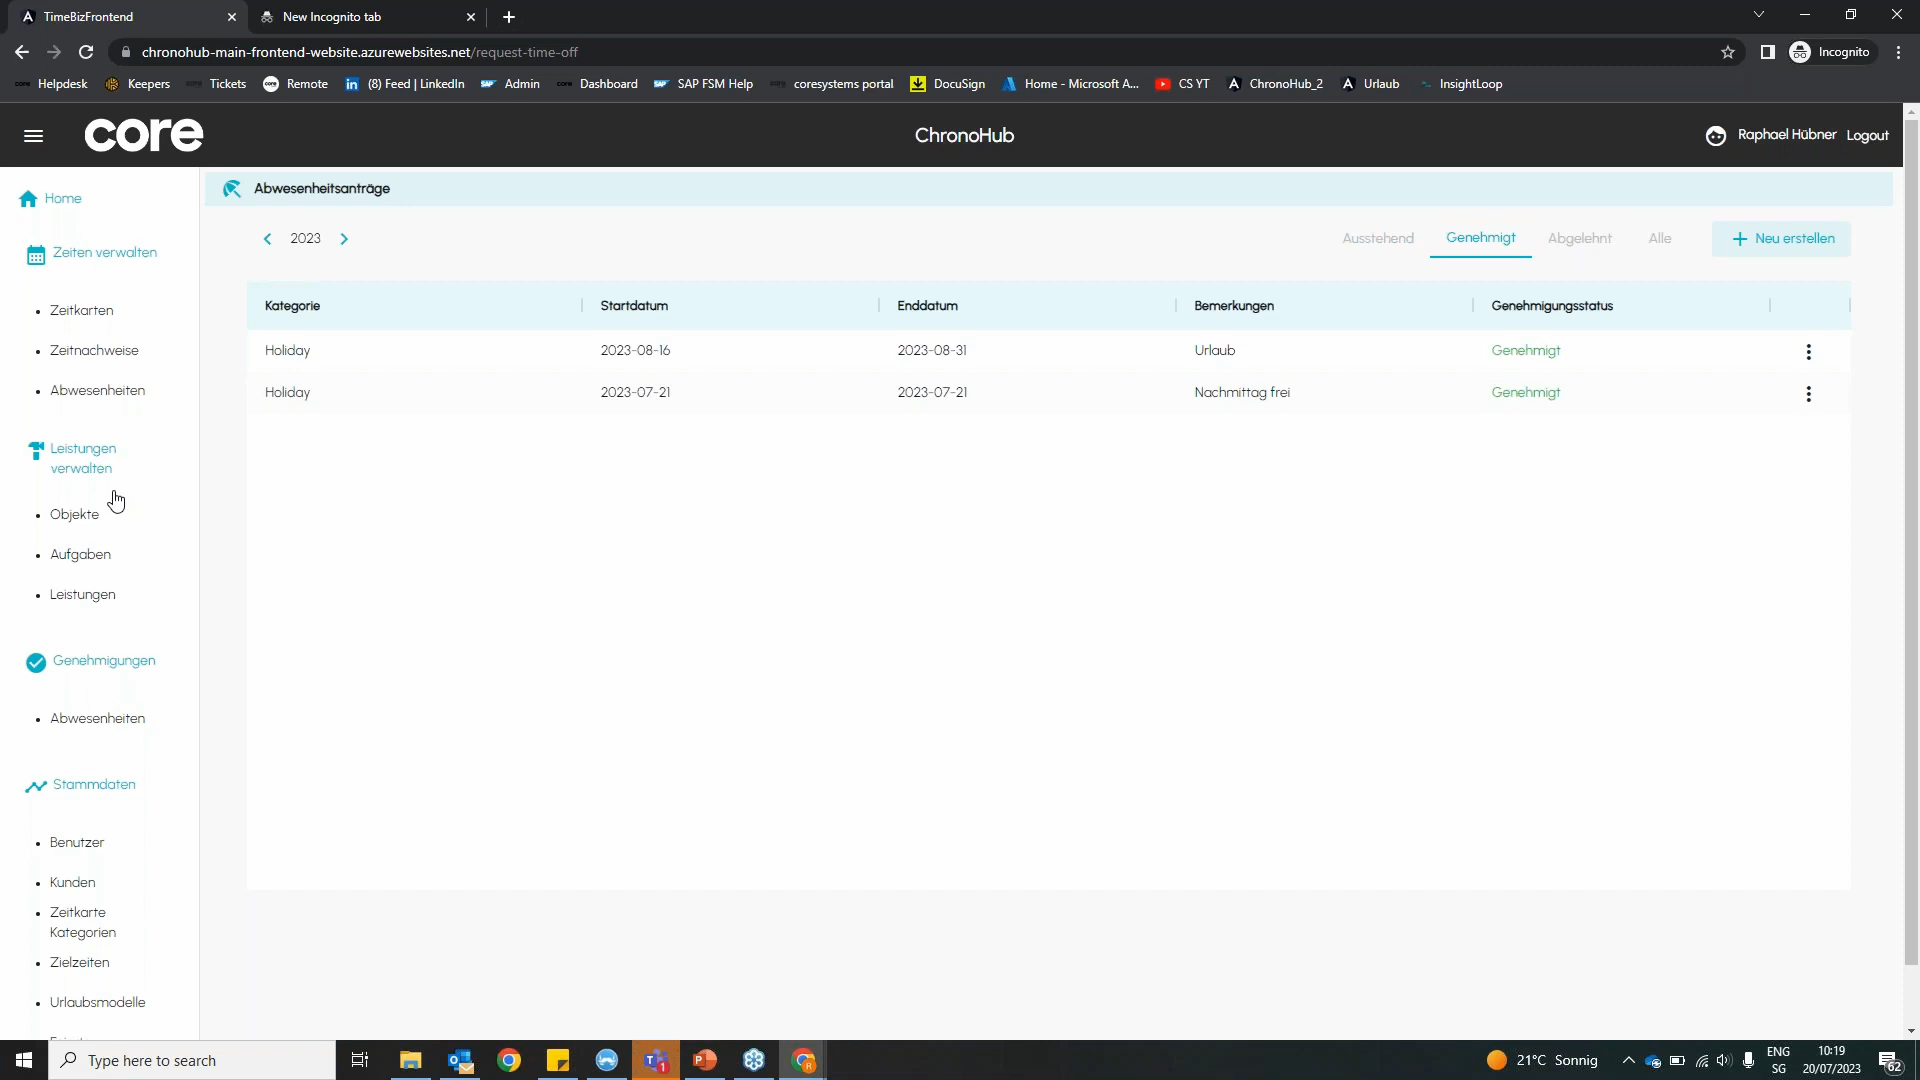 TimeBizFrontend
New Incognito tab
chronohub-main-frontend-website.azurewebsites.net/request-time-off
Incognito
Helpdesk Keepers Tickets Remote (8) Feed | LinkedIn Admin Dashboard SAP FSM Help coresystems portal DocuSign Home - Microsoft A... CS YT ChronoHub_2 Urlaub InsightLoop
core
ChronoHub
Raphael Hübner Logout
Home
Zeiten verwalten
Zeitkarten
Zeitnachweise
Abwesenheiten
Leistungen
verwalten
Objekte
Aufgaben
Leistungen
Genehmigungen
Abwesenheiten
Stammdaten
Benutzer
Kunden
Zeitkarte
Kategorien
Zielzeiten
Urlaubsmodelle
Abwesenheitsanträge
2023
Ausstehend Genehmigt Abgelehnt Alle + Neu erstellen
Kategorie Startdatum Enddatum Bemerkungen Genehmigungsstatus
Holiday 2023-08-16 2023-08-31 Urlaub Genehmigt
Holiday 2023-07-21 2023-07-21 Nachmittag frei Genehmigt
Type here to search
21°C Sonnig
ENG
SG
10:19
20/07/2023
62